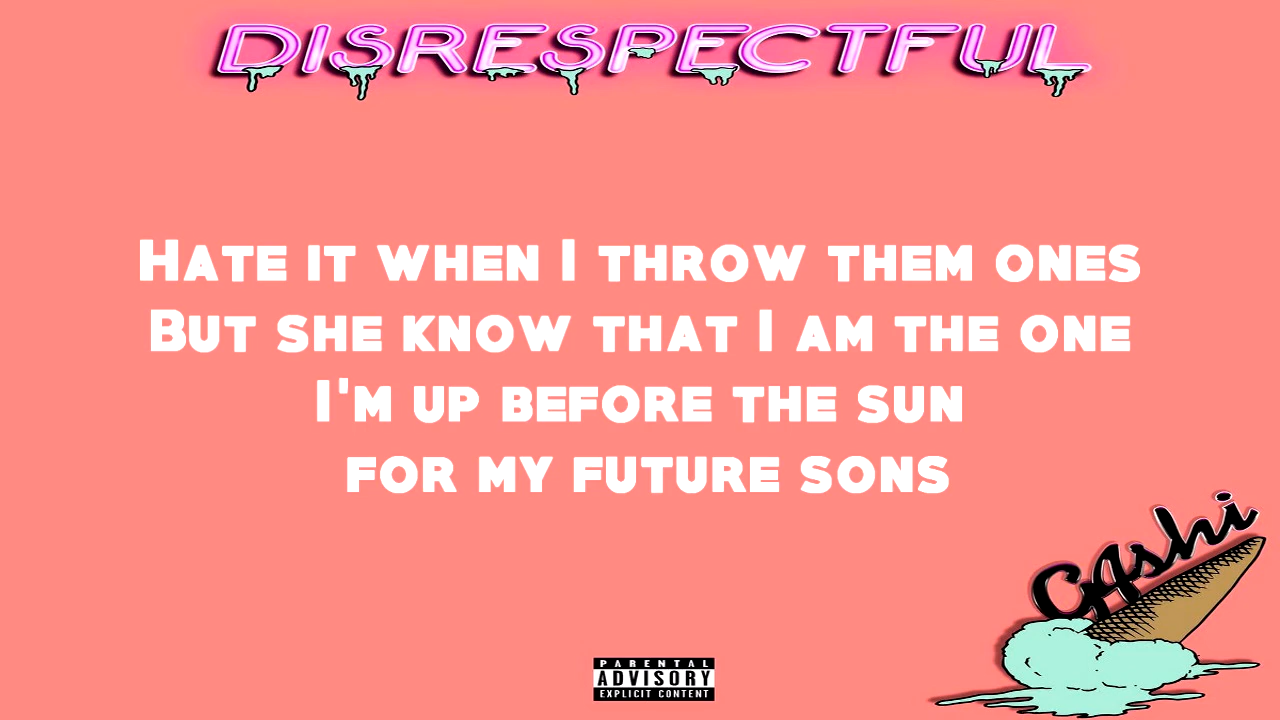 DISRESPECTFUL
HATE IT WHEN I THROW THEM ONES
BUT SHE KNOW THAT I AM THE ONE
I'M UP BEFORE THE SUN
FOR MY FUTURE SONS
CAshi
PARENTAL
ADVISORY
EXPLICIT CONTENT